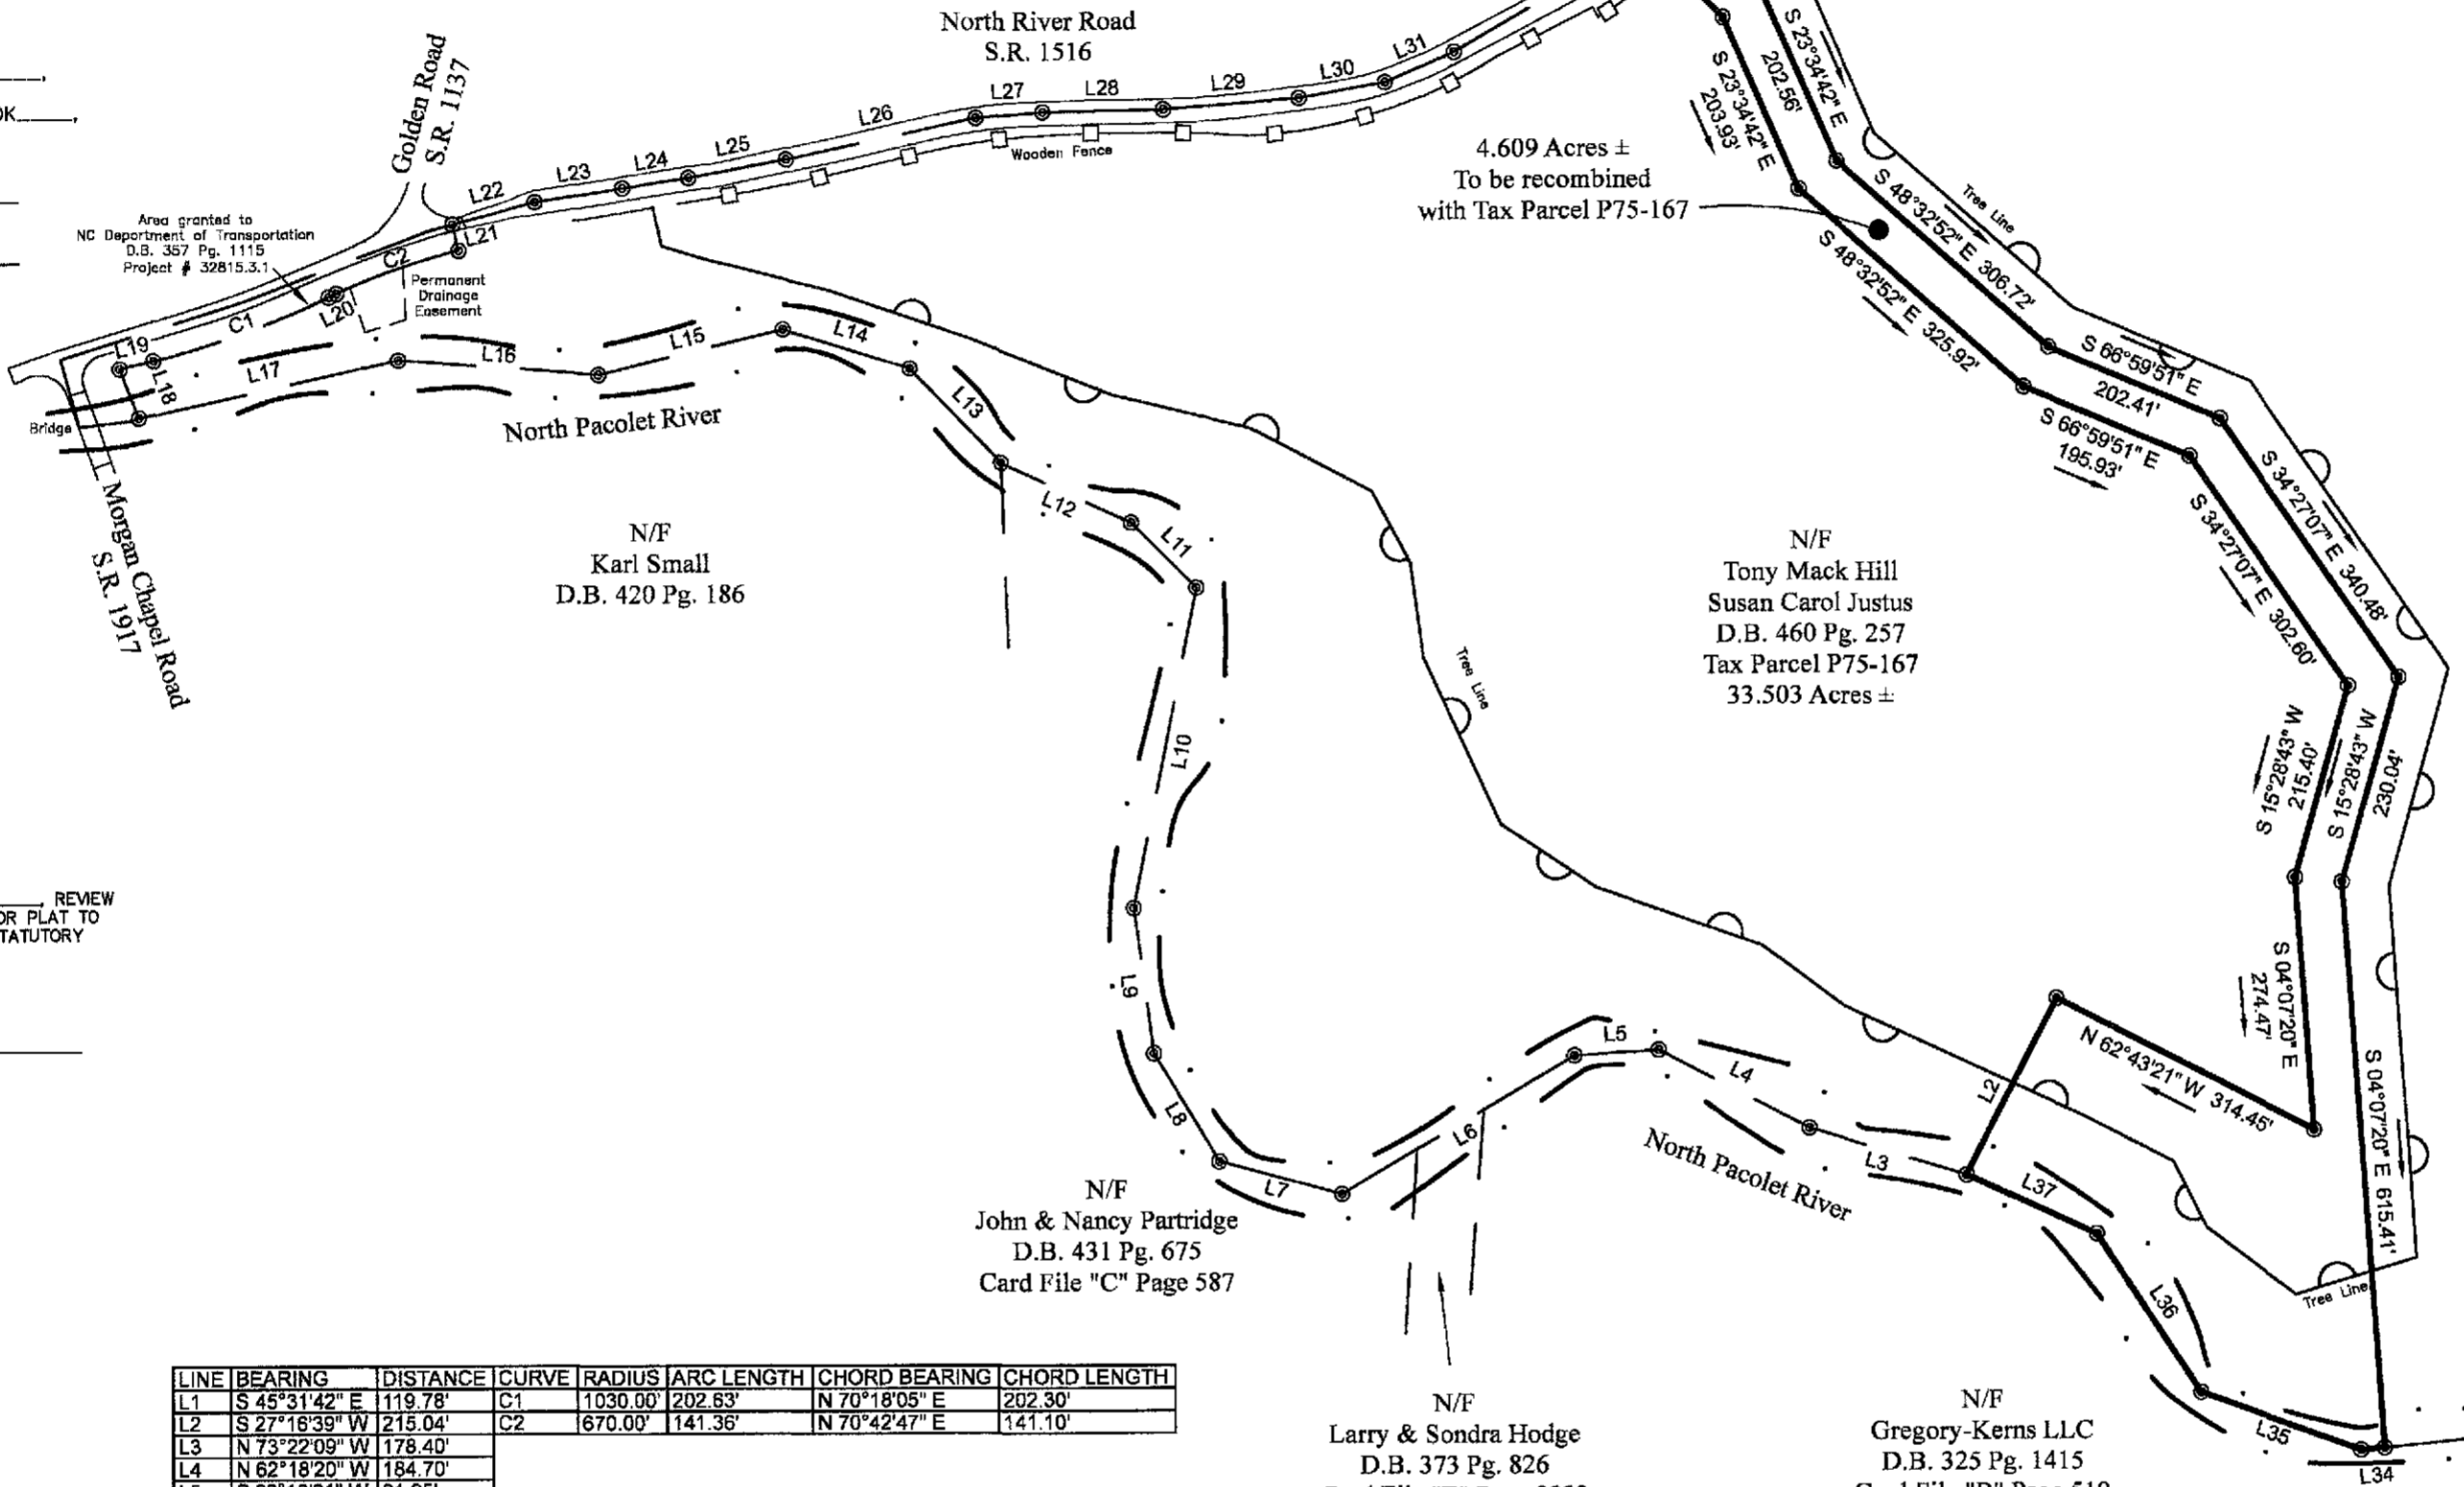 North River Road
S.R. 1516
Golden Road
S.R. 1137
Area granted to
NC Department of Transportation
D.B. 357 Pg. 1115
Project # 32815.3.1
Permanent
Drainage
Easement
Wooden Fence
L31
L30
L29
L28
L27
L26
L25
L24
L23
L22
L21
C2
L20
C1
L19
L18
L17
L16
L15
L14
L13
L12
L11
L10
L9
L8
L7
L6
L5
L4
L3
L2
L37
L36
L35
L34
Bridge
Morgan Chapel Road
S.R. 1917
North Pacolet River
4.609 Acres ±
To be recombined
with Tax Parcel P75-167
S 23°34'42" E
202.56'
S 23°34'42" E
203.93'
S 48°32'52" E 306.72'
S 48°32'52" E 325.92'
Tree Line
S 66°59'51" E
202.41'
S 66°59'51" E
195.93'
S 34°27'07" E 340.48'
S 34°27'07" E 302.60'
S 15°28'43" W
215.40'
S 15°28'43" W
230.04'
S 04°07'20" E
274.47'
S 04°07'20" E 615.41'
N 62°43'21" W 314.45'
N/F
Karl Small
D.B. 420 Pg. 186
N/F
Tony Mack Hill
Susan Carol Justus
D.B. 460 Pg. 257
Tax Parcel P75-167
33.503 Acres ±
Tree Line
REVIEW
OR PLAT TO
TATUTORY
North Pacolet River
Tree Line
N/F
John & Nancy Partridge
D.B. 431 Pg. 675
Card File "C" Page 587
N/F
Larry & Sondra Hodge
D.B. 373 Pg. 826
N/F
Gregory-Kerns LLC
D.B. 325 Pg. 1415
LINE BEARING DISTANCE CURVE RADIUS ARC LENGTH CHORD BEARING CHORD LENGTH
L1 S 45°31'42" E 119.78' C1 1030.00' 202.63' N 70°18'05" E 202.30'
L2 S 27°16'39" W 215.04' C2 670.00' 141.36' N 70°42'47" E 141.10'
L3 N 73°22'09" W 178.40'
L4 N 62°18'20" W 184.70'